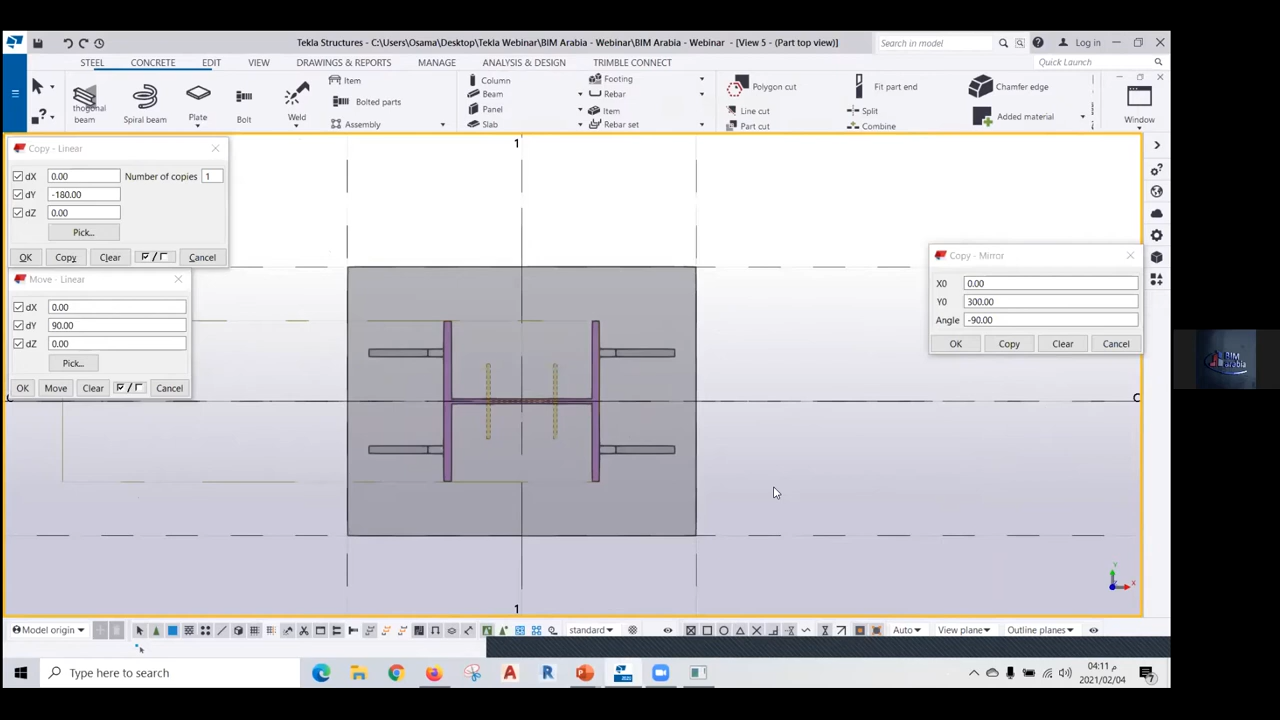 Tekla Structures - C:\Users\Osama\Desktop\Tekla Webinar\BIM Arabia - Webinar\BIM Arabia - Webinar - [View 5 - (Part top view)]
Search in model
Log in
STEEL CONCRETE EDIT VIEW DRAWINGS & REPORTS MANAGE ANALYSIS & DESIGN TRIMBLE CONNECT
Quick Launch
thogonal
beam
Spiral beam
Plate
Bolt
Weld
Item
Bolted parts
Assembly
Column
Beam
Panel
Slab
Footing
Rebar
Item
Rebar set
Polygon cut
Line cut
Part cut
Fit part end
Split
Combine
Chamfer edge
Added material
Window
Copy - Linear
dX 0.00 Number of copies 1
dY -180.00
dZ 0.00
Pick...
OK Copy Clear Cancel
Move - Linear
dX 0.00
dY 90.00
dZ 0.00
Pick...
OK Move Clear Cancel
Copy - Mirror
X0 0.00
Y0 300.00
Angle -90.00
OK Copy Clear Cancel
1
C
1
Y
X
BIM
arabia
Model origin
standard
Auto
View plane
Outline planes
Type here to search
04:11 م
2021/02/04
7